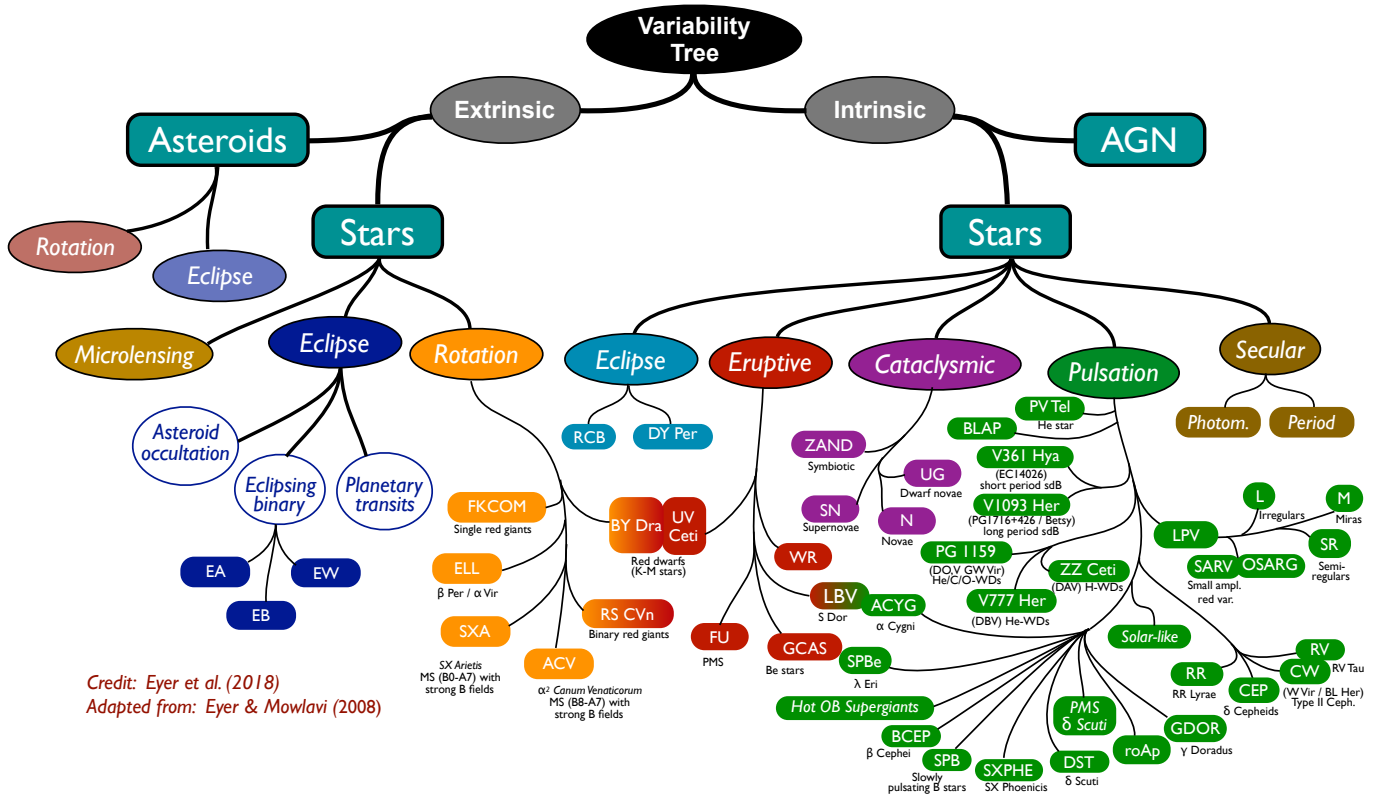 Variability
Tree
Extrinsic
Intrinsic
Asteroids
AGN
Rotation
Eclipse
Stars
Stars
Microlensing
Eclipse
Rotation
Eclipse
Eruptive
Cataclysmic
Pulsation
Secular
Asteroid
occultation
Eclipsing
binary
Planetary
transits
EA
EB
EW
FKCOM
Single red giants
ELL
β Per / α Vir
SXA
SX Arietis
MS (B0-A7) with
strong B fields
ACV
α² Canum Venaticorum
MS (B8-A7) with
strong B fields
BY Dra
UV
Ceti
Red dwarfs
(K-M stars)
RS CVn
Binary red giants
RCB
DY Per
WR
LBV
S Dor
FU
PMS
GCAS
Be stars
ZAND
Symbiotic
UG
Dwarf novae
SN
Supernovae
N
Novae
PV Tel
He star
BLAP
V361 Hya
(EC14026)
short period sdB
V1093 Her
(PG1716+426 / Betsy)
long period sdB
PG 1159
(DO,V GW Vir)
He/C/O-WDs
ZZ Ceti
(DAV) H-WDs
V777 Her
(DBV) He-WDs
ACYG
α Cygni
SPBe
λ Eri
Hot OB Supergiants
BCEP
β Cephei
SPB
Slowly
pulsating B stars
SXPHE
SX Phoenicis
DST
δ Scuti
PMS
δ Scuti
roAp
GDOR
γ Doradus
Solar-like
LPV
L
Irregulars
M
Miras
SR
Semi-
regulars
SARV
Small ampl.
red var.
OSARG
RR
RR Lyrae
CEP
δ Cepheids
RV
RV Tau
CW
(W Vir / BL Her)
Type II Ceph.
Photom.
Period
Credit: Eyer et al. (2018)
Adapted from: Eyer & Mowlavi (2008)